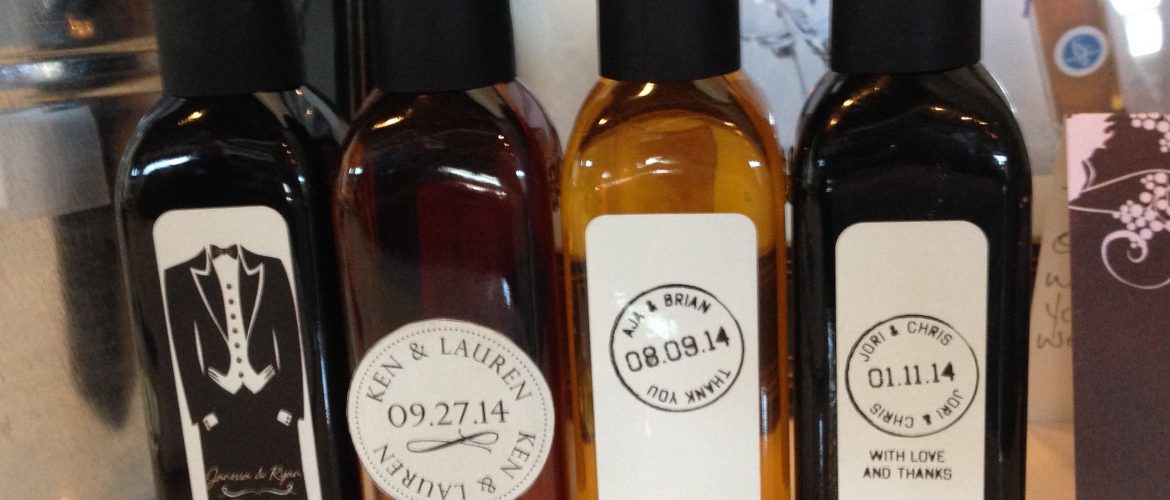 Janessa & Ryan
KEN & LAUREN
09.27.14
KEN & LAUREN
AJA & BRIAN
08.09.14
THANK YOU
JORI & CHRIS
01.11.14
JORI & CHRIS
WITH LOVE
AND THANKS